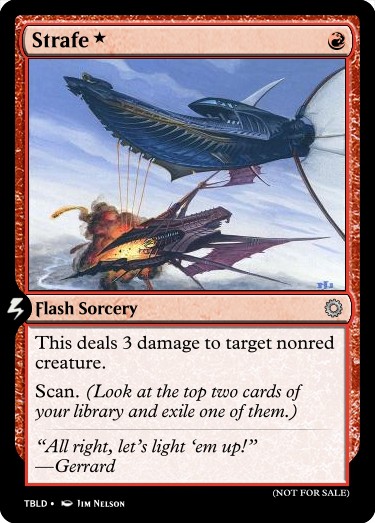 Strafe ★
Flash Sorcery
This deals 3 damage to target nonred
creature.
Scan. (Look at the top two cards of
your library and exile one of them.)
“All right, let’s light ‘em up!”
—Gerrard
(NOT FOR SALE)
TBLD • Jim Nelson